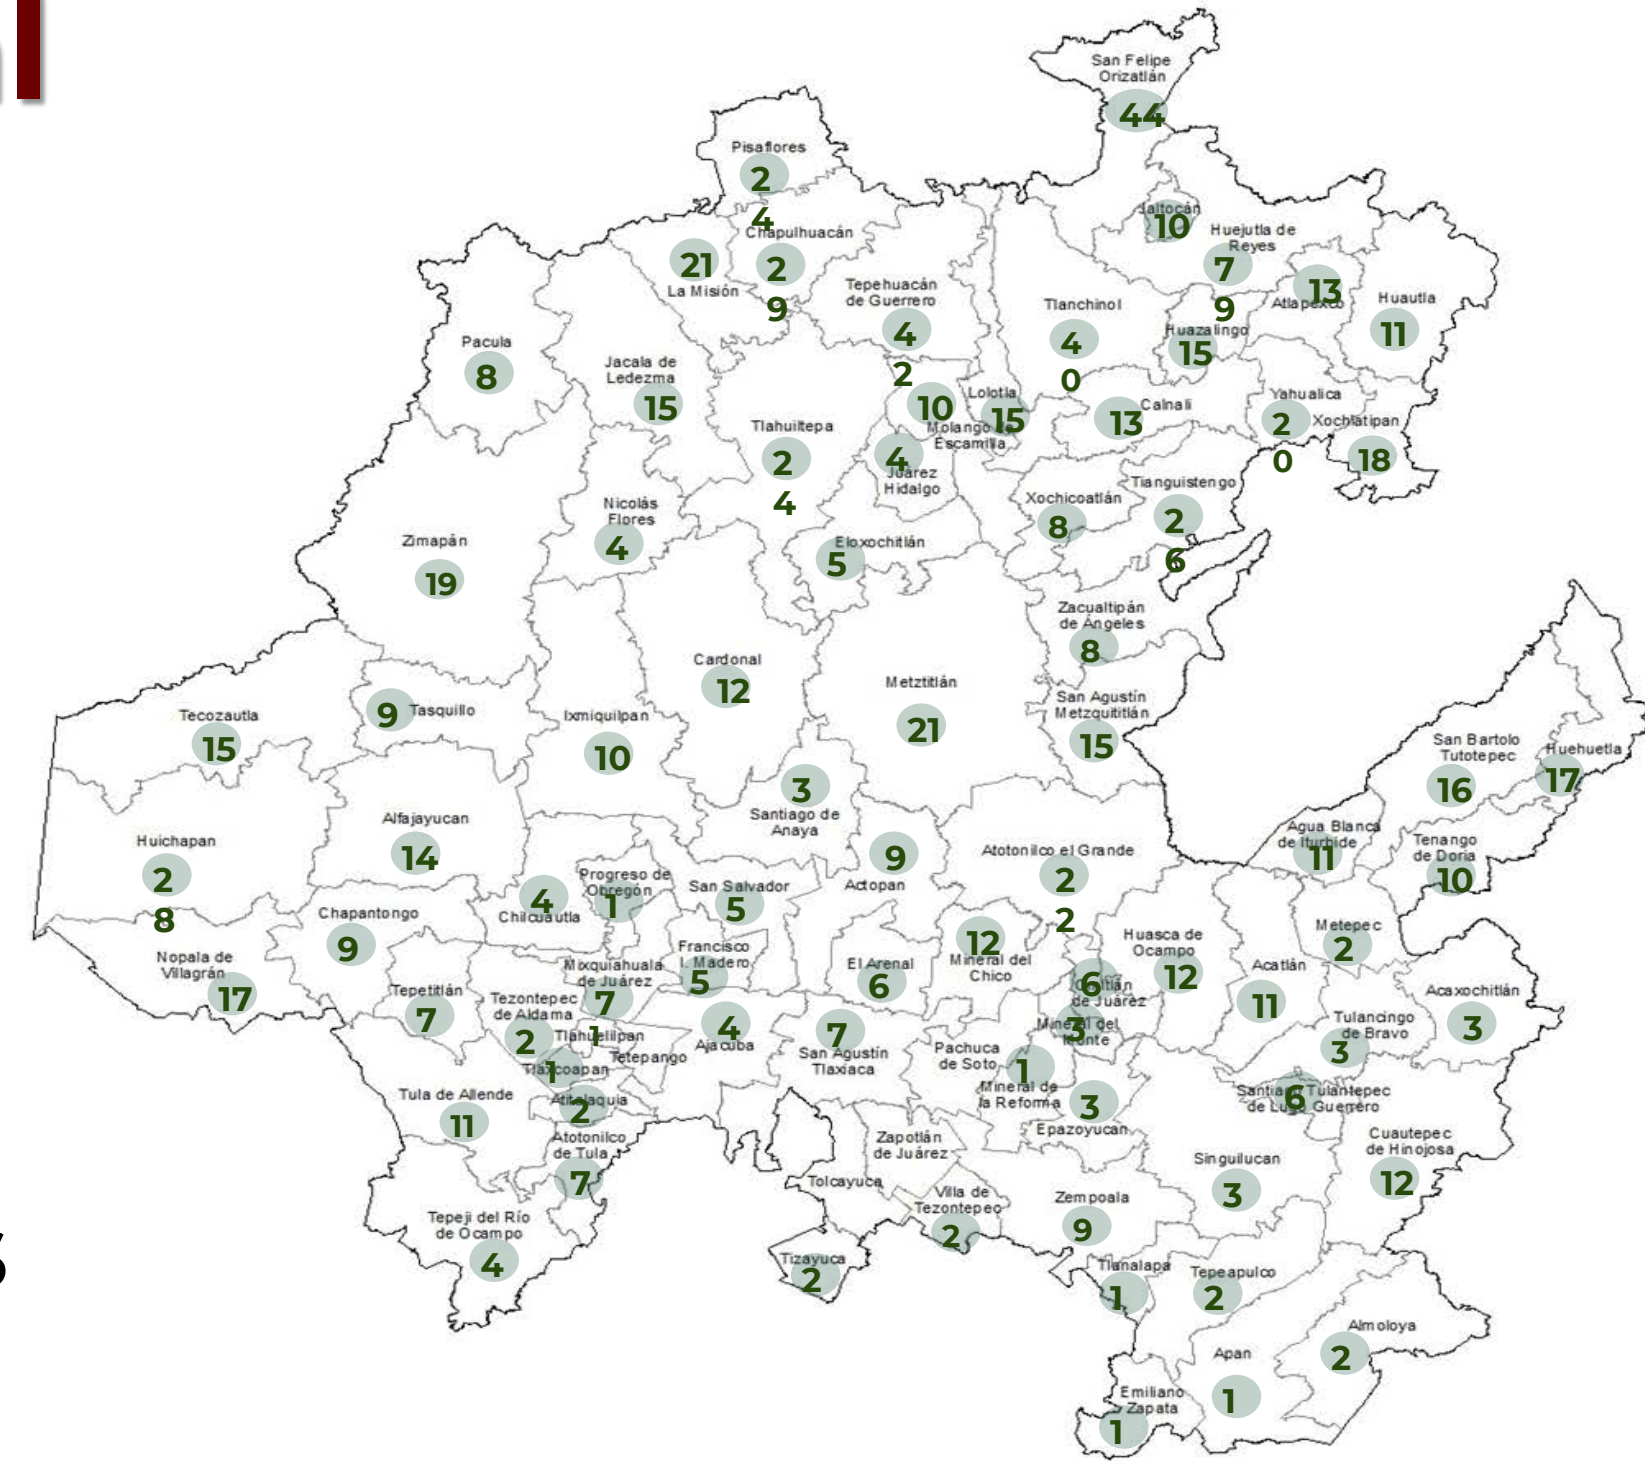 l
San Felipe
Orizatlán
44
Pisaflores
2
4
Jaltocán
10
Chapulhuacán
2
9
Huejutla de
Reyes
7
9
21
La Misión
Tepehuacán
de Guerrero
4
2
Tlanchinol
4
0
13
Atlapexco
Huautla
11
Huazalingo
15
Pacula
8
Jacala de
Ledezma
15
Lolotla
15
10
Molango de
Escamilla
Calnali
13
Yahualica
2
0
Xochiatipan
18
Tlahuiltepa
2
4
4
Juárez
Hidalgo
Xochicoatlán
8
Tianguistengo
2
6
Nicolás
Flores
4
Zimapán
19
Eloxochitlán
5
Zacualtipán
de Ángeles
8
Cardonal
12
Metztitlán
21
San Agustín
Metzquititlán
15
Tecozautla
15
9
Tasquillo
Ixmiquilpan
10
San Bartolo
Tutotepec
16
Huehuetla
17
3
Santiago de
Anaya
Alfajayucan
14
Huichapan
2
8
Agua Blanca
de Iturbide
11
Tenango
de Doria
10
Atotonilco el Grande
2
2
9
Actopan
Progreso de
Obregón
1
San Salvador
5
4
Chilcuautla
Chapantongo
9
Metepec
2
Huasca de
Ocampo
12
12
Mineral del
Chico
Francisco
I. Madero
5
El Arenal
6
Nopala de
Villagrán
17
Mixquiahuala
de Juárez
7
Acatlán
11
6
de Juárez
Tepetitlán
7
Tezontepec
de Aldama
2
Acaxochitlán
3
Tulancingo
de Bravo
3
4
Ajacuba
7
San Agustín
Tlaxiaca
Mineral del
Monte
3
1
Tlahuelilpan
Tetepango
Pachuca
de Soto
Tlaxcoapan
1
1
Mineral de
la Reforma
3
Epazoyucan
Santiago Tulantepec
de Lugo Guerrero
6
Tula de Allende
11
Atitalaquia
2
Atotonilco
de Tula
7
Zapotlán
de Juárez
Cuautepec
de Hinojosa
12
Singuilucan
3
Tolcayuca
Villa de
Tezontepec
2
Zempoala
9
Tepeji del Río
de Ocampo
4
S
Tizayuca
2
Tlanalapa
1
Tepeapulco
2
Almoloya
2
Apan
1
Emiliano
Zapata
1